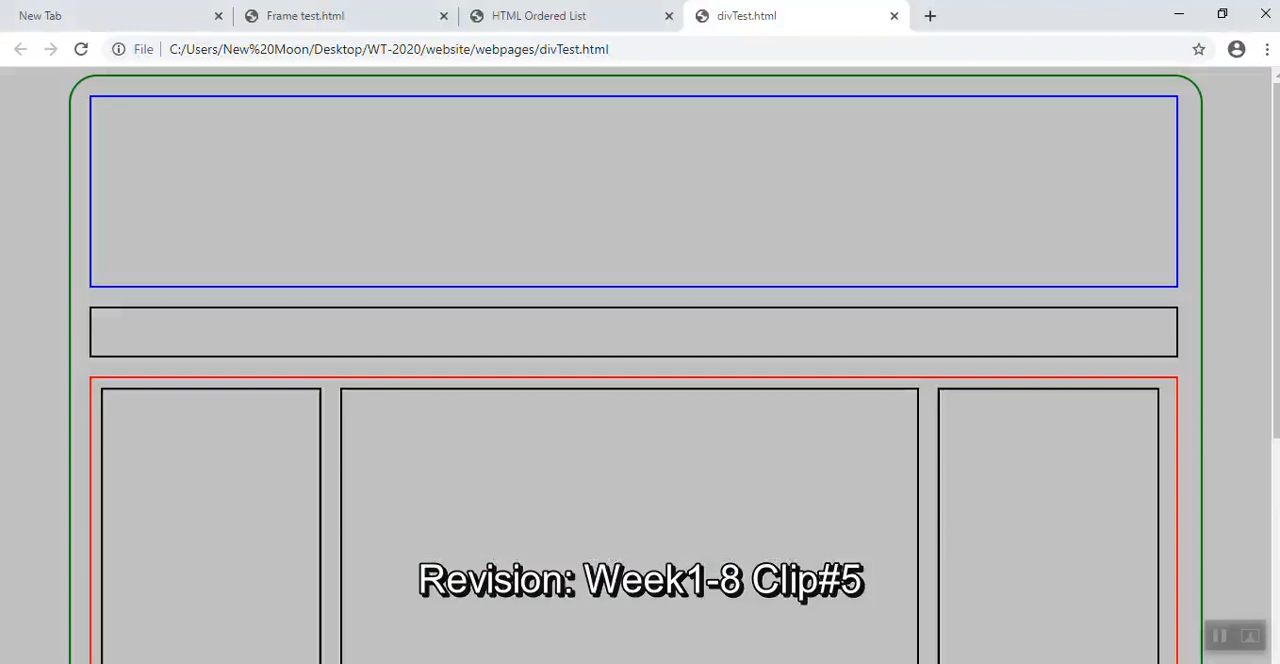 New Tab
Frame test.html
HTML Ordered List
divTest.html
File
C:/Users/New%20Moon/Desktop/WT-2020/website/webpages/divTest.html
Revision: Week1-8 Clip#5